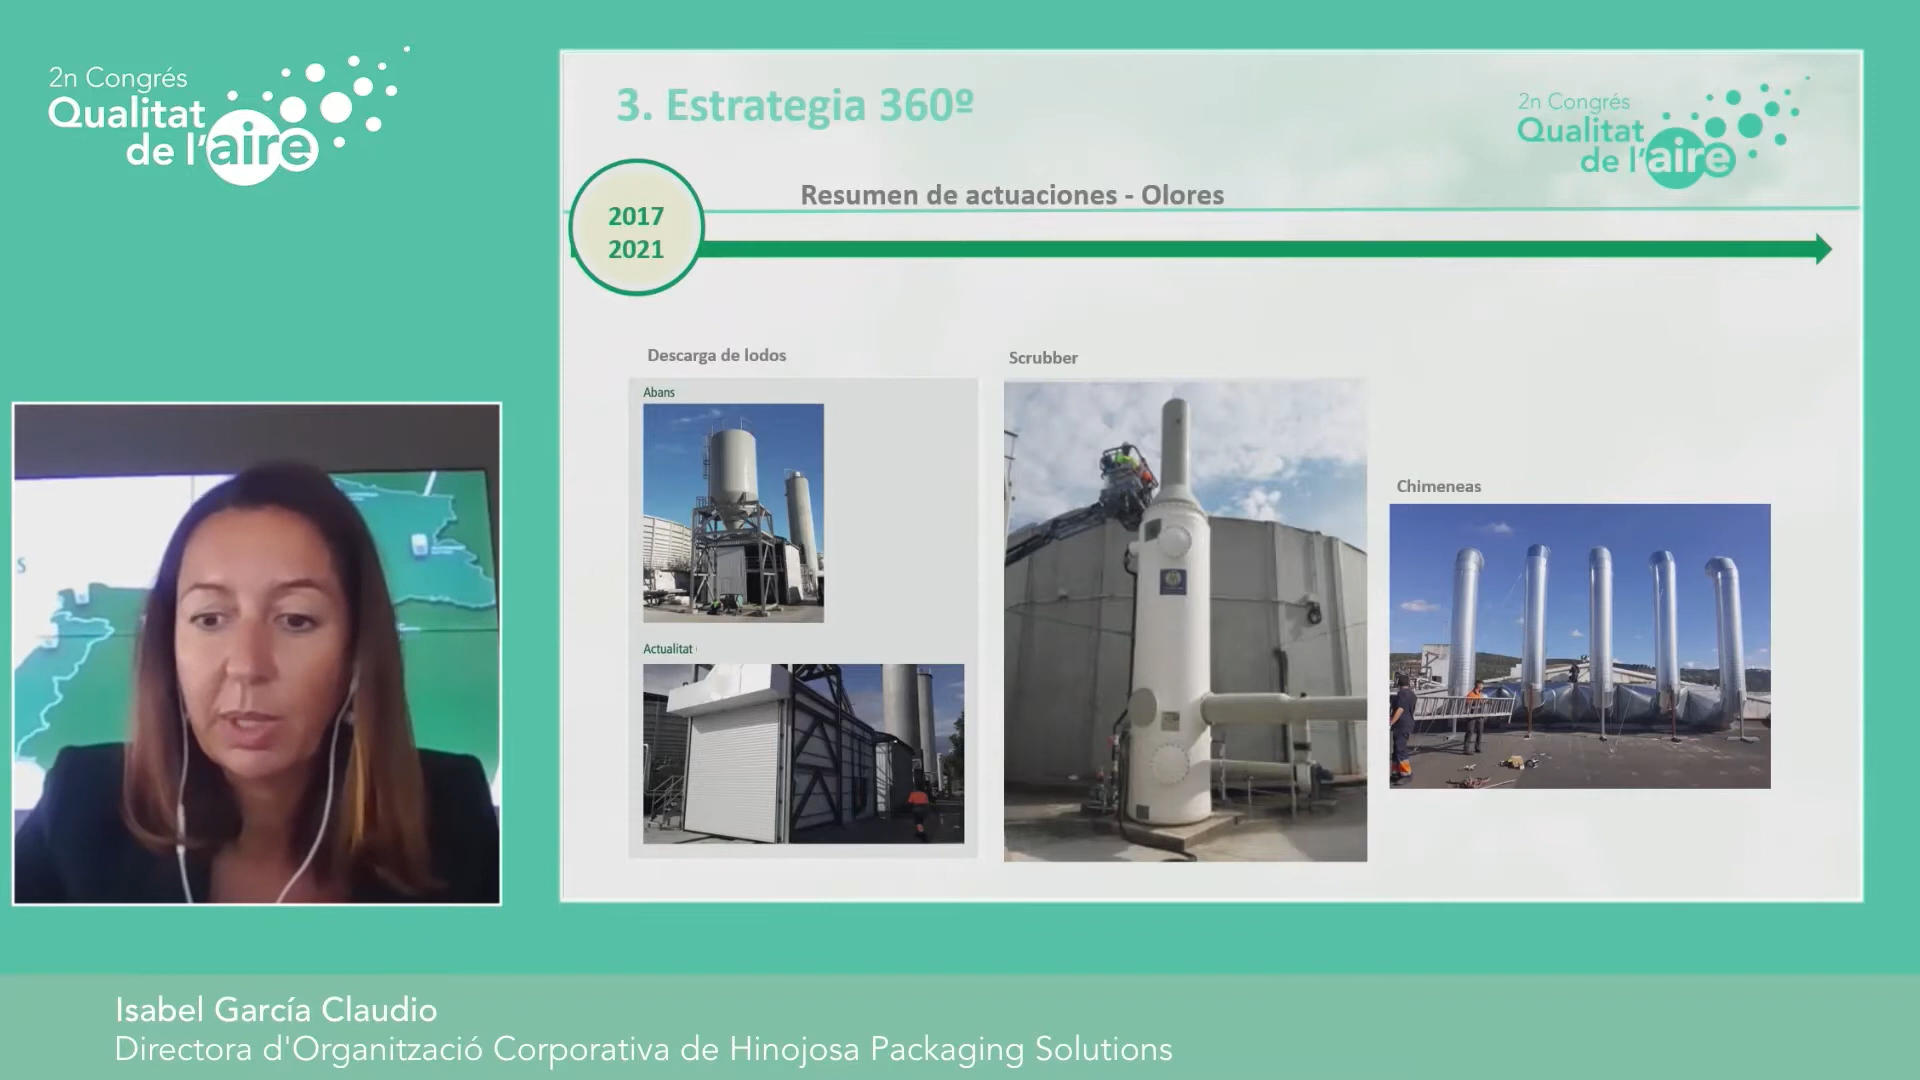 2n Congrés
Qualitat
de l'aire
3. Estrategia 360º
2n Congrés
Qualitat
de l'aire
Resumen de actuaciones - Olores
2017
2021
Descarga de lodos
Abans
Actualitat
Scrubber
Chimeneas
S
Isabel García Claudio
Directora d'Organització Corporativa de Hinojosa Packaging Solutions